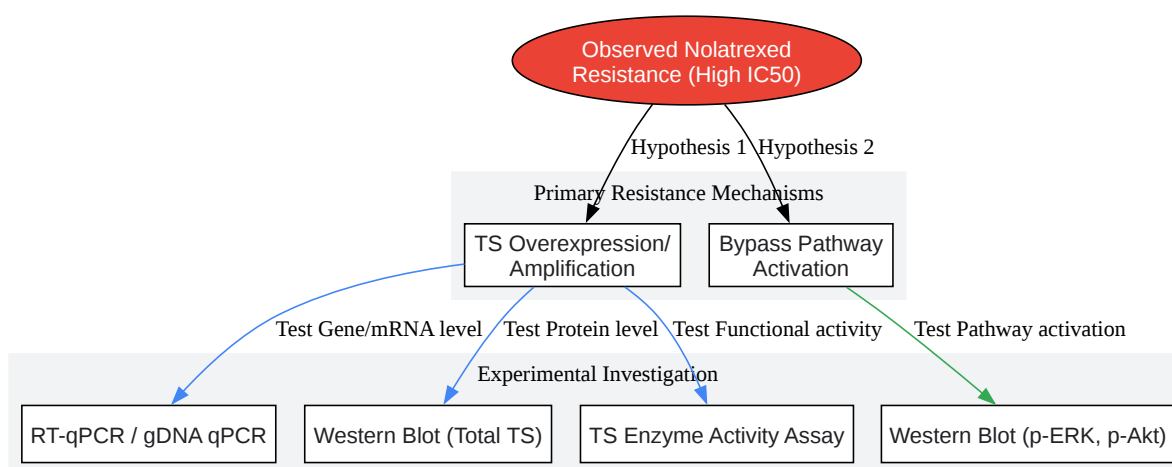 Observed Nolatrexed
Resistance (High IC50)
Hypothesis 1
Hypothesis 2
Primary Resistance Mechanisms
TS Overexpression/
Amplification
Bypass Pathway
Activation
Test Gene/mRNA level
Test Protein level
Test Functional activity
Test Pathway activation
Experimental Investigation
RT-qPCR / gDNA qPCR
Western Blot (Total TS)
TS Enzyme Activity Assay
Western Blot (p-ERK, p-Akt)